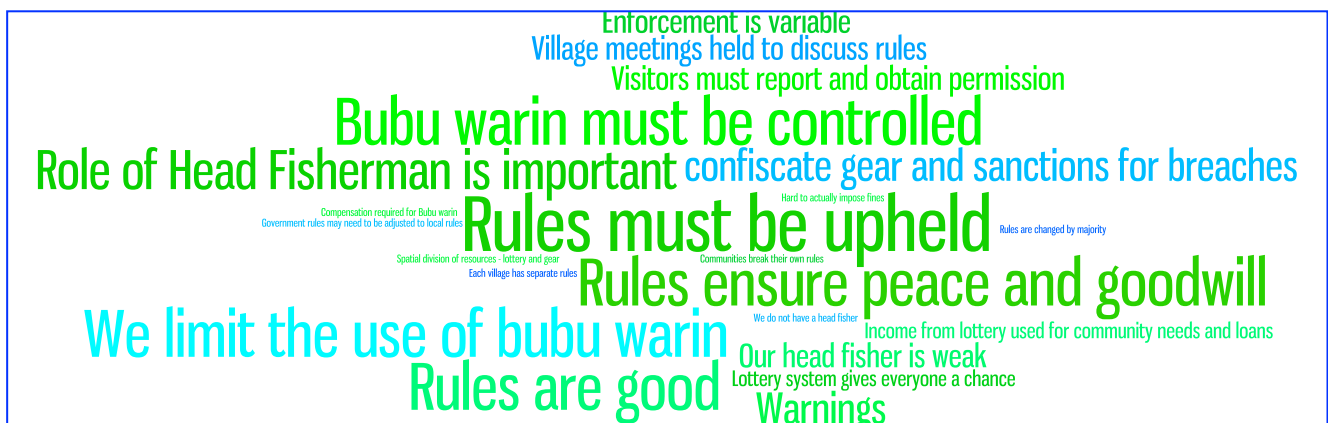 Enforcement is variable
Village meetings held to discuss rules
Visitors must report and obtain permission
Bubu warin must be controlled
Role of Head Fisherman is important
confiscate gear and sanctions for breaches
Hard to actually impose fines
Compensation required for Bubu warin
Government rules may need to be adjusted to local rules
Rules must be upheld
Rules are changed by majority
Spatial division of resources - lottery and gear
Communities break their own rules
Each village has separate rules
Rules ensure peace and goodwill
We limit the use of bubu warin
We do not have a head fisher
Income from lottery used for community needs and loans
Our head fisher is weak
Rules are good
Lottery system gives everyone a chance
Warnings